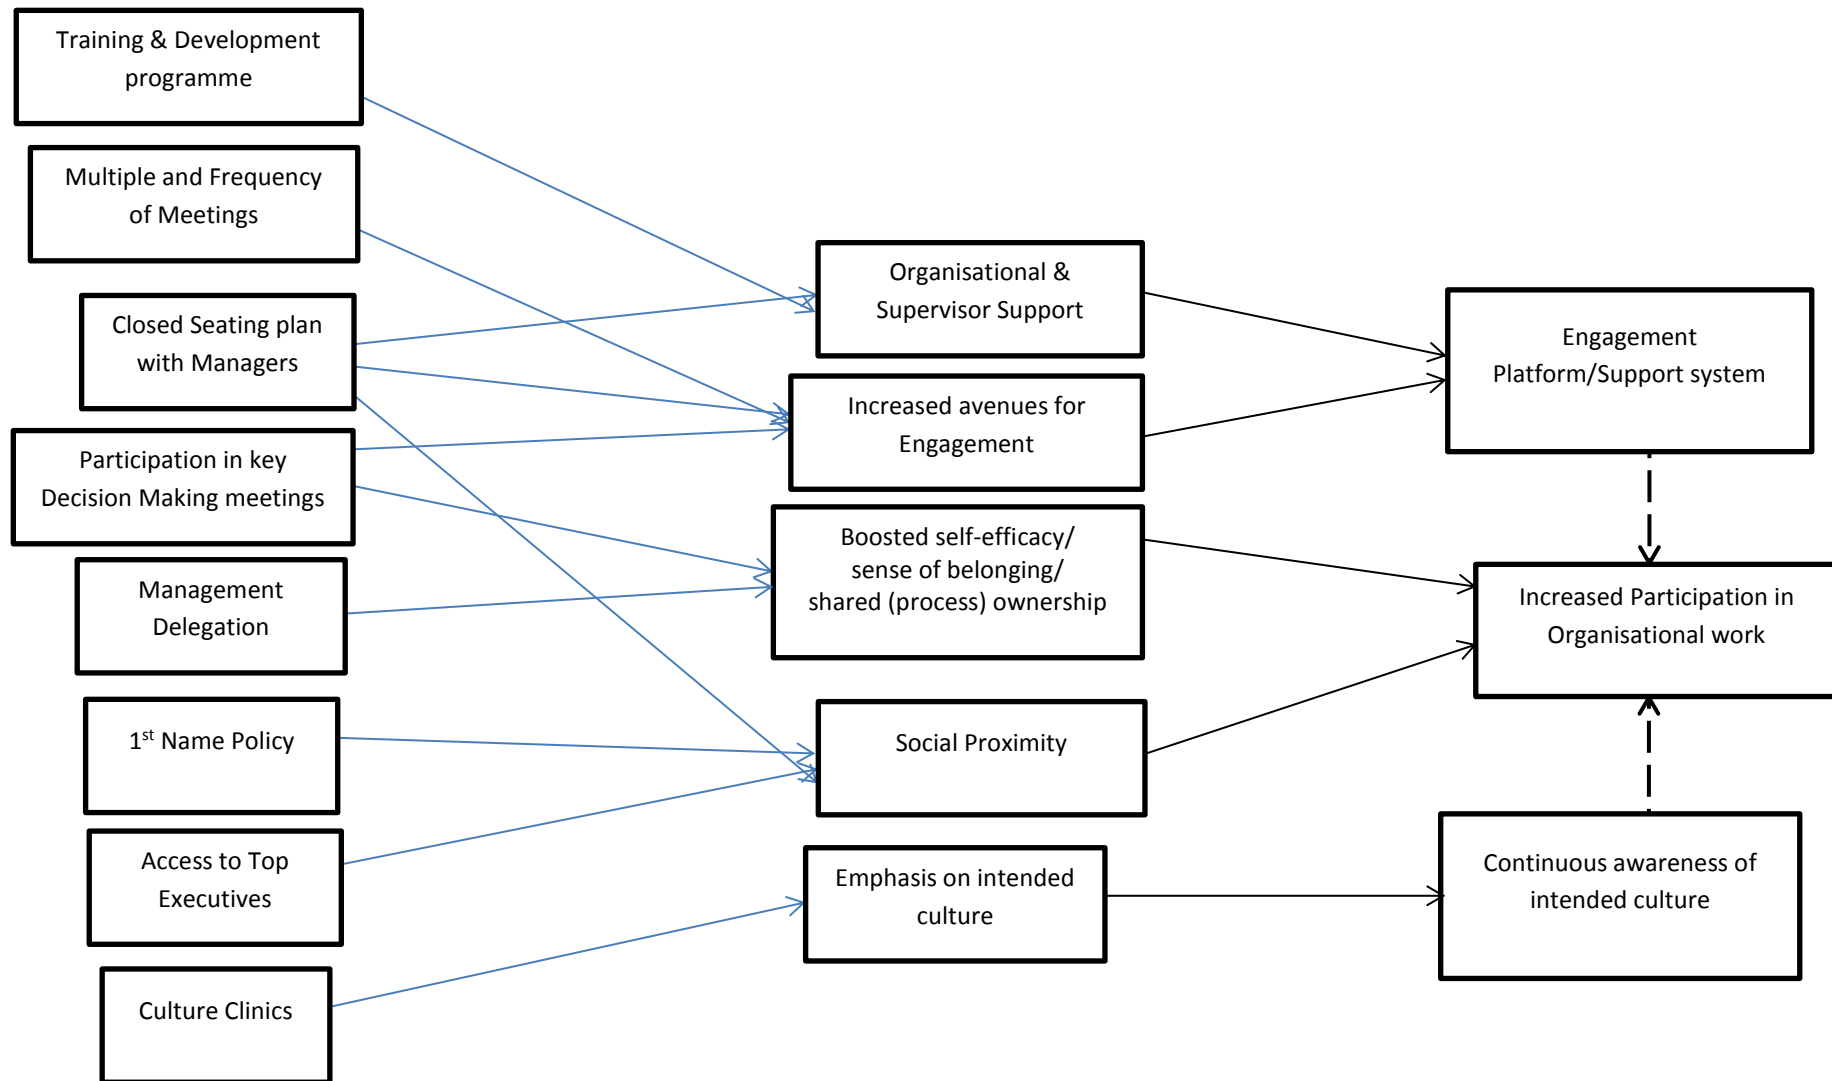 Training & Development
programme
Multiple and Frequency
of Meetings
Closed Seating plan
with Managers
Participation in key
Decision Making meetings
Management
Delegation
1st Name Policy
Access to Top
Executives
Culture Clinics
Organisational &
Supervisor Support
Increased avenues for
Engagement
Boosted self-efficacy/
sense of belonging/
shared (process) ownership
Social Proximity
Emphasis on intended
culture
Engagement
Platform/Support system
Increased Participation in
Organisational work
Continuous awareness of
intended culture